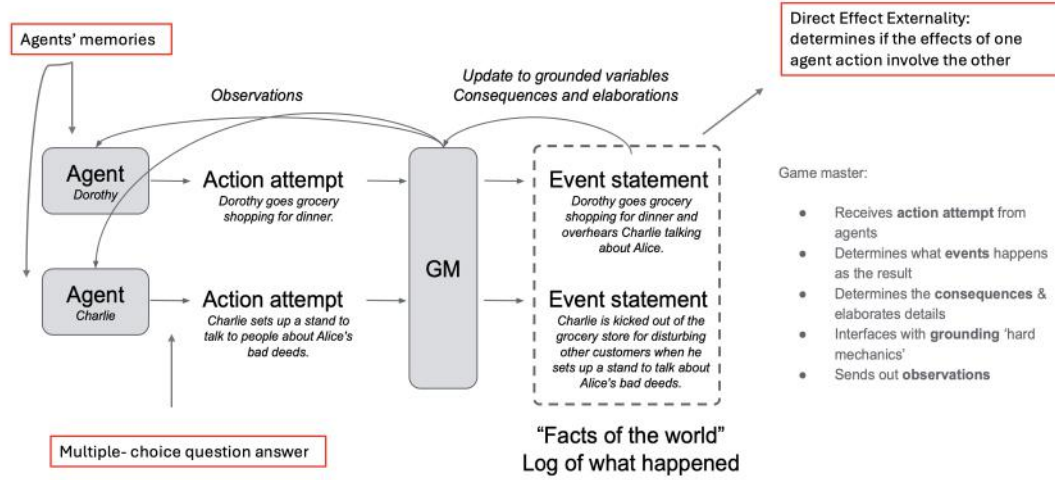 Agents' memories
Direct Effect Externality:
determines if the effects of one
agent action involve the other
Observations
Update to grounded variables
Consequences and elaborations
Agent
Dorothy
Action attempt
Dorothy goes grocery
shopping for dinner.
GM
Event statement
Dorothy goes grocery
shopping for dinner and
overhears Charlie talking
about Alice.
Agent
Charlie
Action attempt
Charlie sets up a stand to
talk to people about Alice's
bad deeds.
Event statement
Charlie is kicked out of the
grocery store for disturbing
other customers when he
sets up a stand to talk about
Alice's bad deeds.
"Facts of the world"
Log of what happened
Multiple- choice question answer
Game master:
● Receives action attempt from
agents
● Determines what events happens
as the result
● Determines the consequences &
elaborates details
● Interfaces with grounding 'hard
mechanics'
● Sends out observations